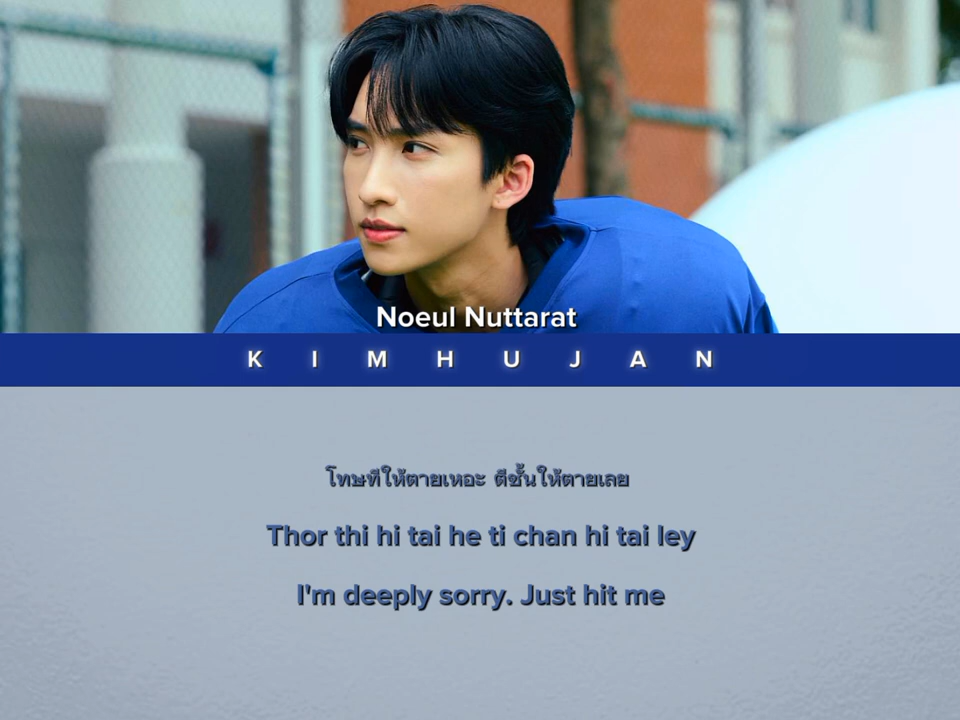 Noeul Nuttarat
KIMHUJAN
โทษทีให้ตายเหอะ ตีชั้นให้ตายเลย
Thor thi hi tai he ti chan hi tai ley
I'm deeply sorry. Just hit me